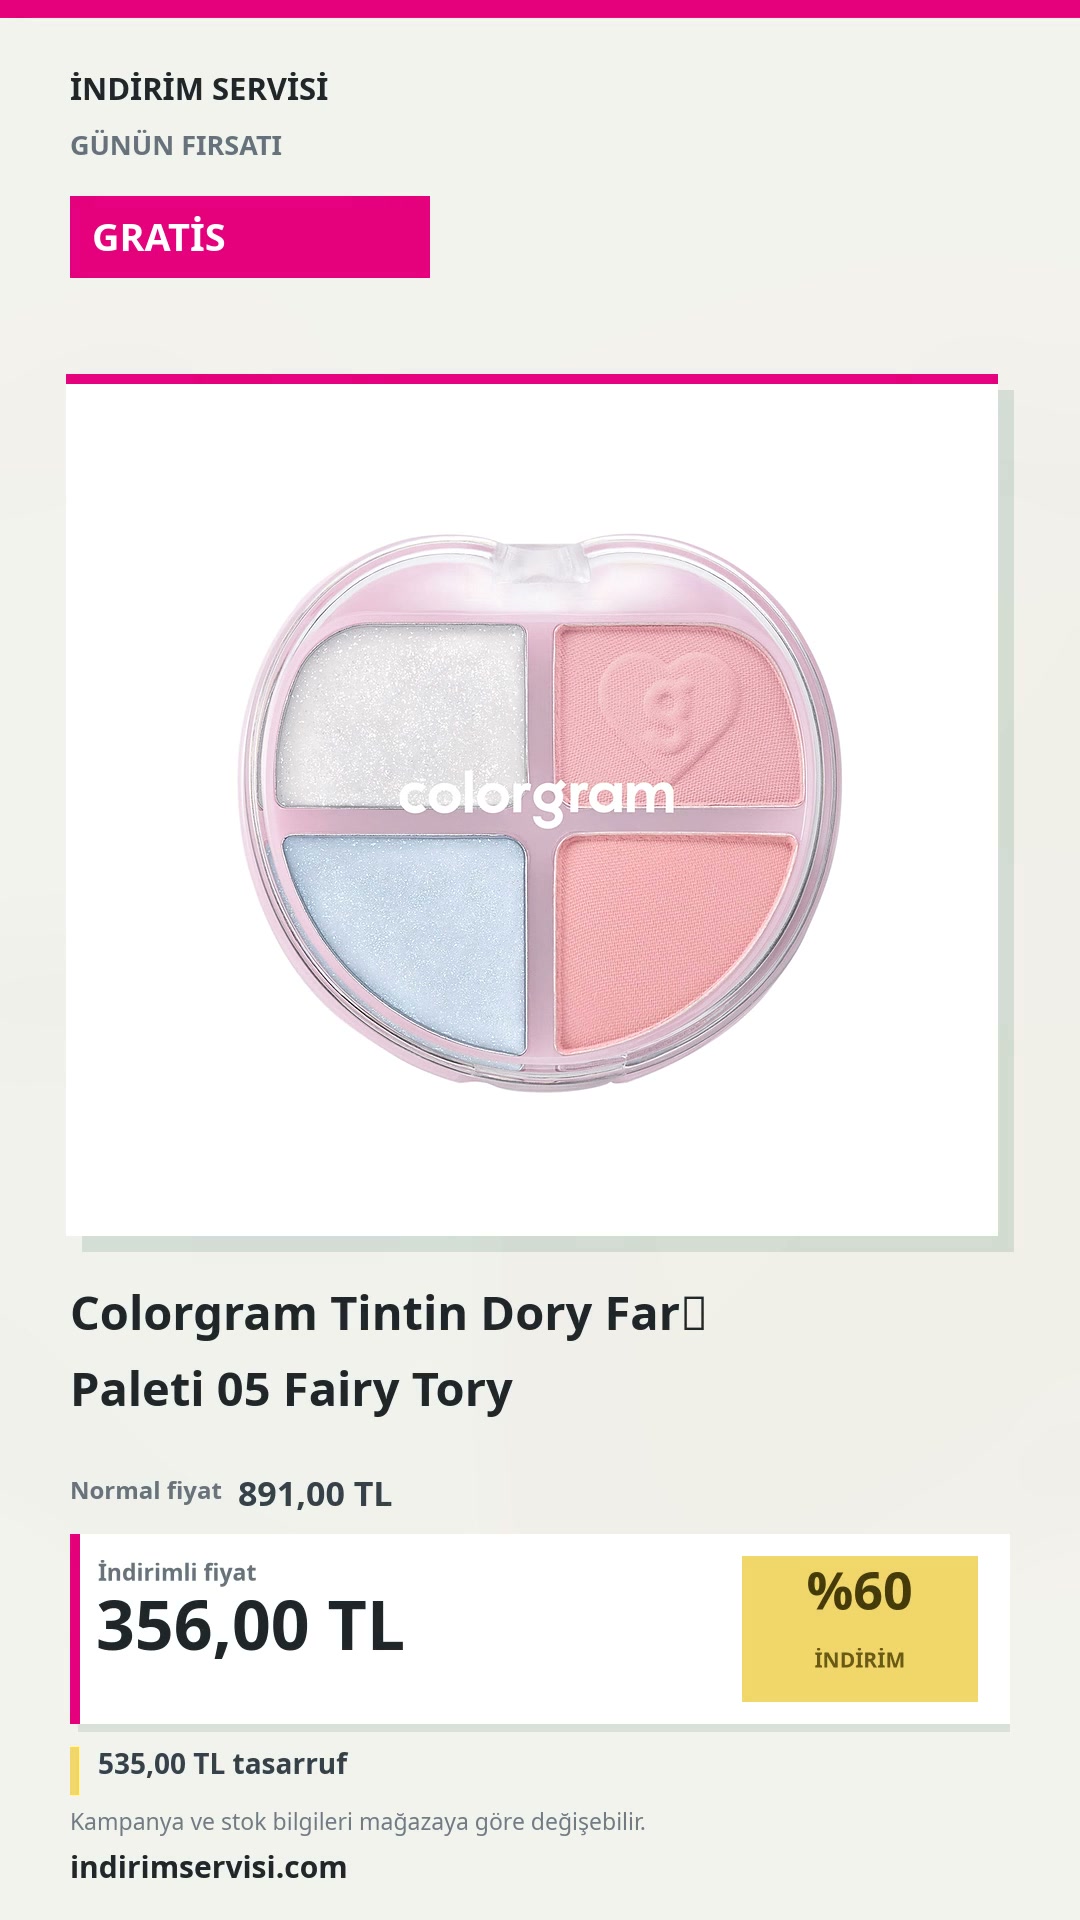 İNDİRİM SERVİSİ
GÜNÜN FIRSATI
GRATİS
g
colorgram
Colorgram Tintin Dory Far▯
Paleti 05 Fairy Tory
Normal fiyat 891,00 TL
İndirimli fiyat
356,00 TL
%60
İNDİRİM
535,00 TL tasarruf
Kampanya ve stok bilgileri mağazaya göre değişebilir.
indirimservisi.com